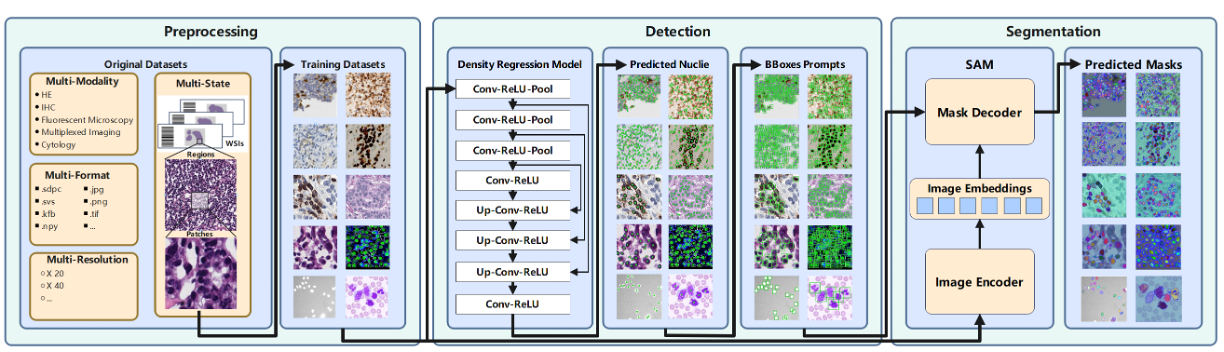 Preprocessing
Original Datasets
Multi-Modality
HE
IHC
Fluorescent Microscopy
Multiplexed Imaging
Cytology
Multi-Format
.sdpc
.jpg
.svs
.png
.kfb
.tif
.npy
...
Multi-Resolution
X 20
X 40
...
Multi-State
WSIs
Regions
Patches
Training Datasets
Detection
Density Regression Model
Conv-ReLU-Pool
Conv-ReLU-Pool
Conv-ReLU-Pool
Conv-ReLU
Up-Conv-ReLU
Up-Conv-ReLU
Up-Conv-ReLU
Conv-ReLU
Predicted Nuclie
BBoxes Prompts
Segmentation
SAM
Mask Decoder
Image Embeddings
Image Encoder
Predicted Masks